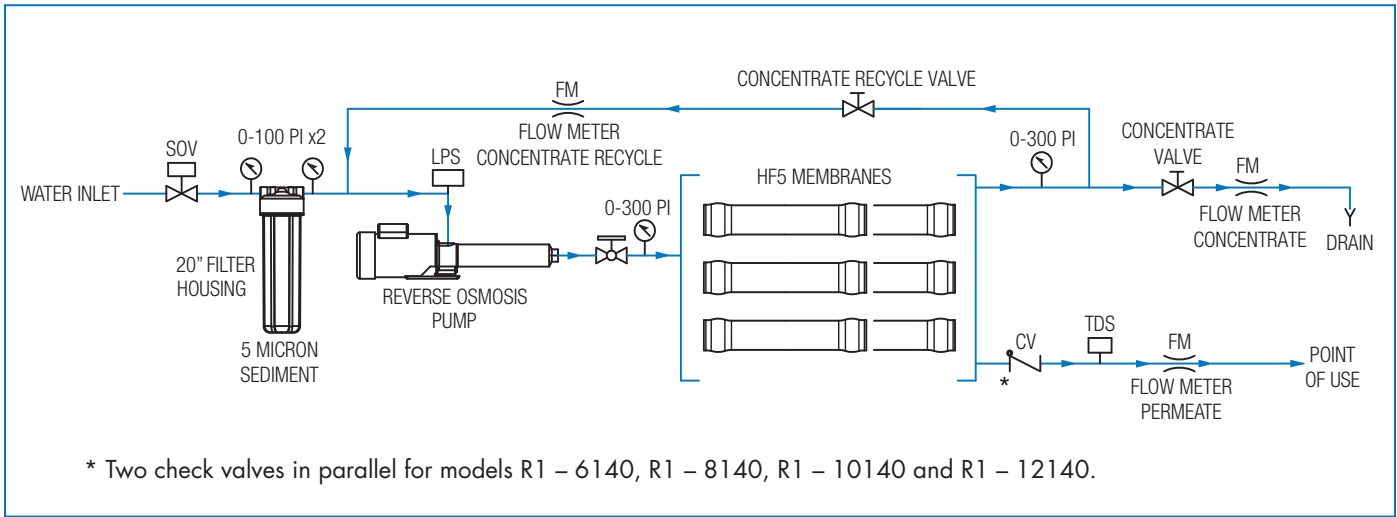 CONCENTRATE RECYCLE VALVE
FM
FLOW METER
CONCENTRATE RECYCLE
0-100 PI x2
SOV
LPS
WATER INLET
20” FILTER
HOUSING
5 MICRON
SEDIMENT
REVERSE OSMOSIS
PUMP
0-300 PI
HF5 MEMBRANES
0-300 PI
CONCENTRATE
VALVE
FM
FLOW METER
CONCENTRATE
DRAIN
CV
*
TDS
FM
FLOW METER
PERMEATE
POINT
OF USE
* Two check valves in parallel for models R1 – 6140, R1 – 8140, R1 – 10140 and R1 – 12140.